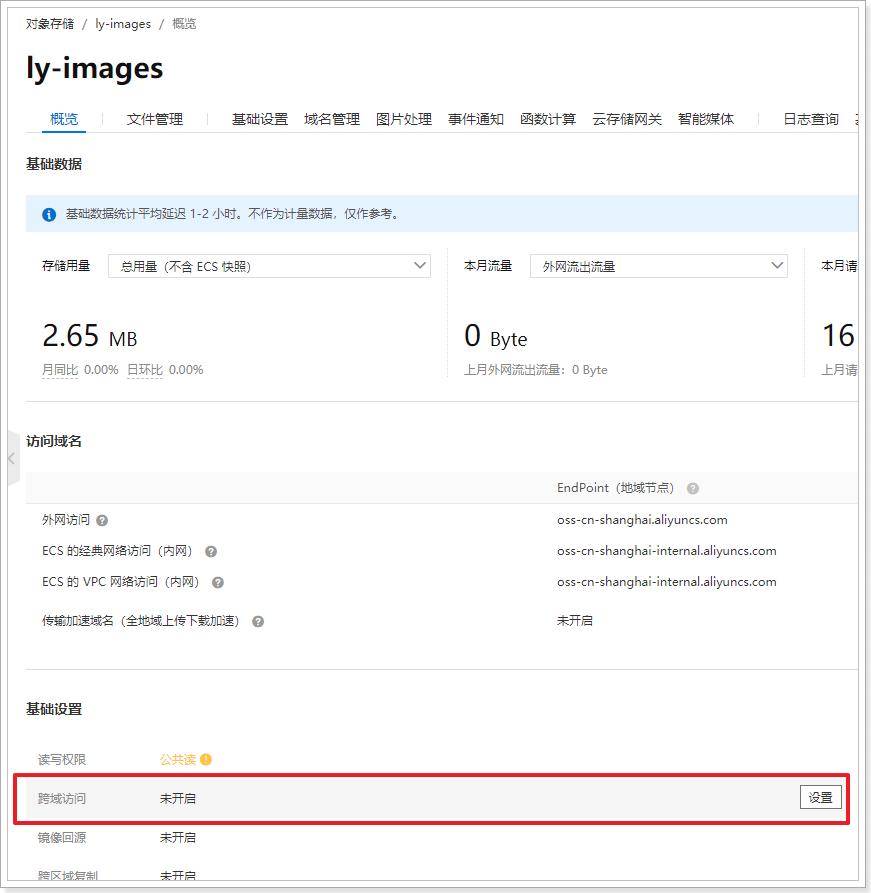 对象存储 / ly-images / 概览
ly-images
概览 文件管理 基础设置 域名管理 图片处理 事件通知 函数计算 云存储网关 智能媒体 日志查询
基础数据
基础数据统计平均延迟 1-2 小时。不作为计量数据，仅作参考。
存储用量 总用量（不含 ECS 快照） 本月流量 外网流出流量 本月请
2.65 MB 0 Byte 16
月同比 0.00% 日环比 0.00% 上月外网流出流量：0 Byte 上月请
访问域名
EndPoint（地域节点） ?
外网访问 ? oss-cn-shanghai.aliyuncs.com
ECS 的经典网络访问（内网） ? oss-cn-shanghai-internal.aliyuncs.com
ECS 的 VPC 网络访问（内网） ? oss-cn-shanghai-internal.aliyuncs.com
传输加速域名（全地域上传下载加速） ? 未开启
基础设置
读写权限 公共读
跨域访问 未开启 设置
镜像回源 未开启
跨区域复制 未开启